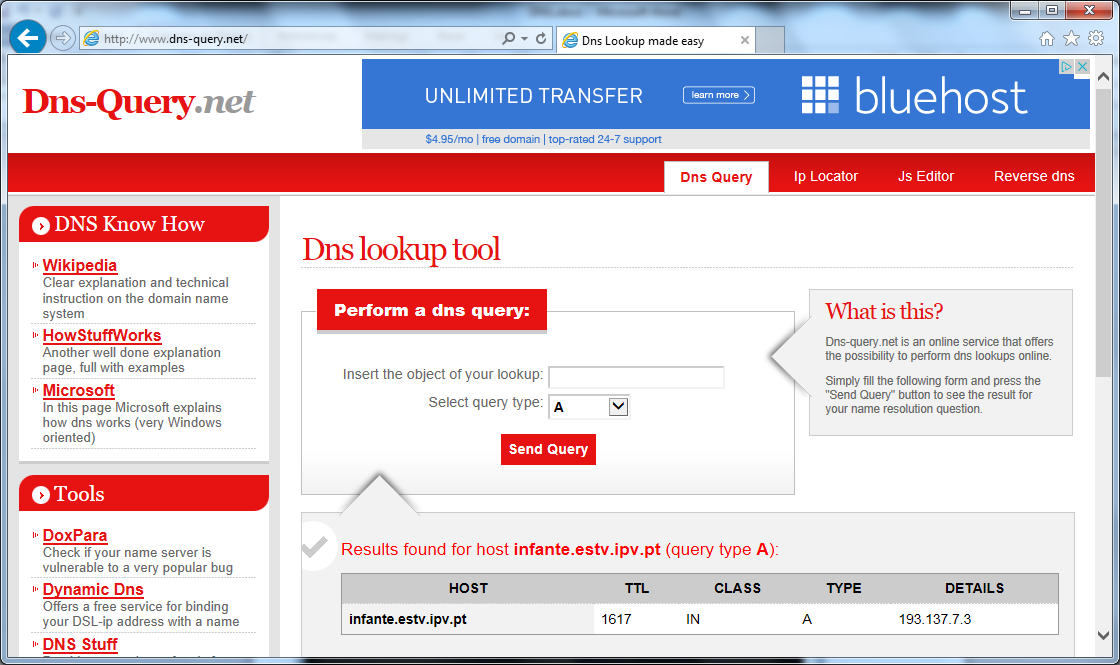 http://www.dns-query.net/
Dns Lookup made easy
Dns-Query.net
UNLIMITED TRANSFER
learn more
bluehost
$4.95/mo | free domain | top-rated 24-7 support
Dns Query
Ip Locator
Js Editor
Reverse dns
DNS Know How
Wikipedia
Clear explanation and technical
instruction on the domain name
system
HowStuffWorks
Another well done explanation
page, full with examples
Microsoft
In this page Microsoft explains
how dns works (very Windows
oriented)
Tools
DoxPara
Check if your name server is
vulnerable to a very popular bug
Dynamic Dns
Offers a free service for binding
your DSL-ip address with a name
DNS Stuff
Dns lookup tool
Perform a dns query:
Insert the object of your lookup:
Select query type: A
Send Query
What is this?
Dns-query.net is an online service that offers
the possibility to perform dns lookups online.
Simply fill the following form and press the
"Send Query" button to see the result for
your name resolution question.
Results found for host infante.estv.ipv.pt (query type A):
HOST TTL CLASS TYPE DETAILS
infante.estv.ipv.pt 1617 IN A 193.137.7.3